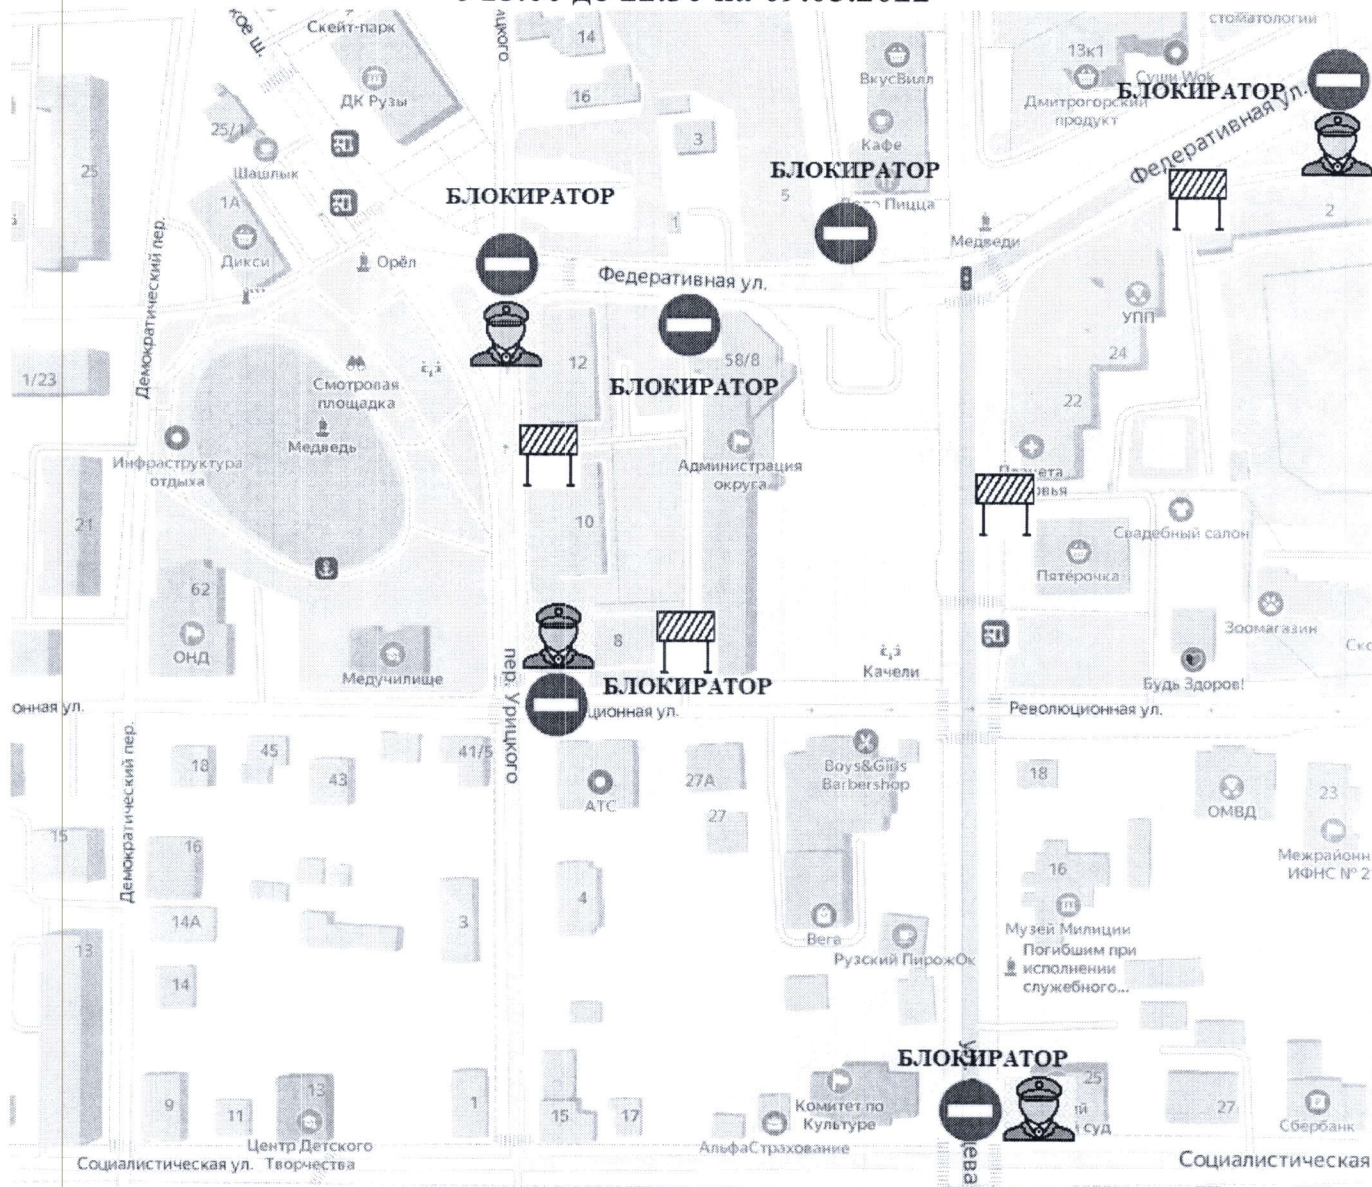 Скейт-парк
14
ВкусВилл
13к1
стоматологии
Суши Wok
БЛОКИРАТОР
ДК Рузы
16
Дмитрогорский
продукт
Федеративная ул.
25/1
3
Кафе
25
Шашлык
БЛОКИРАТОР
БЛОКИРАТОР
1А
5
Пицца
2
1
Медведи
Дикси
Орёл
Федеративная ул.
Демократический пер.
УПП
58/8
24
12
1/23
Смотровая
площадка
БЛОКИРАТОР
22
Медведь
Инфраструктура
отдыха
Администрация
округа
21
10
Свадебный салон
Пятёрочка
62
8
Зоомагазин
ОНД
Медучилище
Качели
Будь Здоров!
БЛОКИРАТОР
пер. Урицкого
онная ул.
ционная ул.
Революционная ул.
18
45
43
41/5
АТС
27А
27
Boys&Girls
Barbershop
18
ОМВД
23
Демократический пер.
15
16
Межрайонн
ИФНС № 2
16
14А
3
4
Вега
Музей Милиции
13
Рузский ПирожОк
Погибшим при
исполнении
служебного...
14
БЛОКИРАТОР
9
11
13
1
15
17
Комитет по
Культуре
25
суд
27
Сбербанк
Центр Детского
Творчества
АльфаСтрахование
Социалистическая ул.
Социалистическая